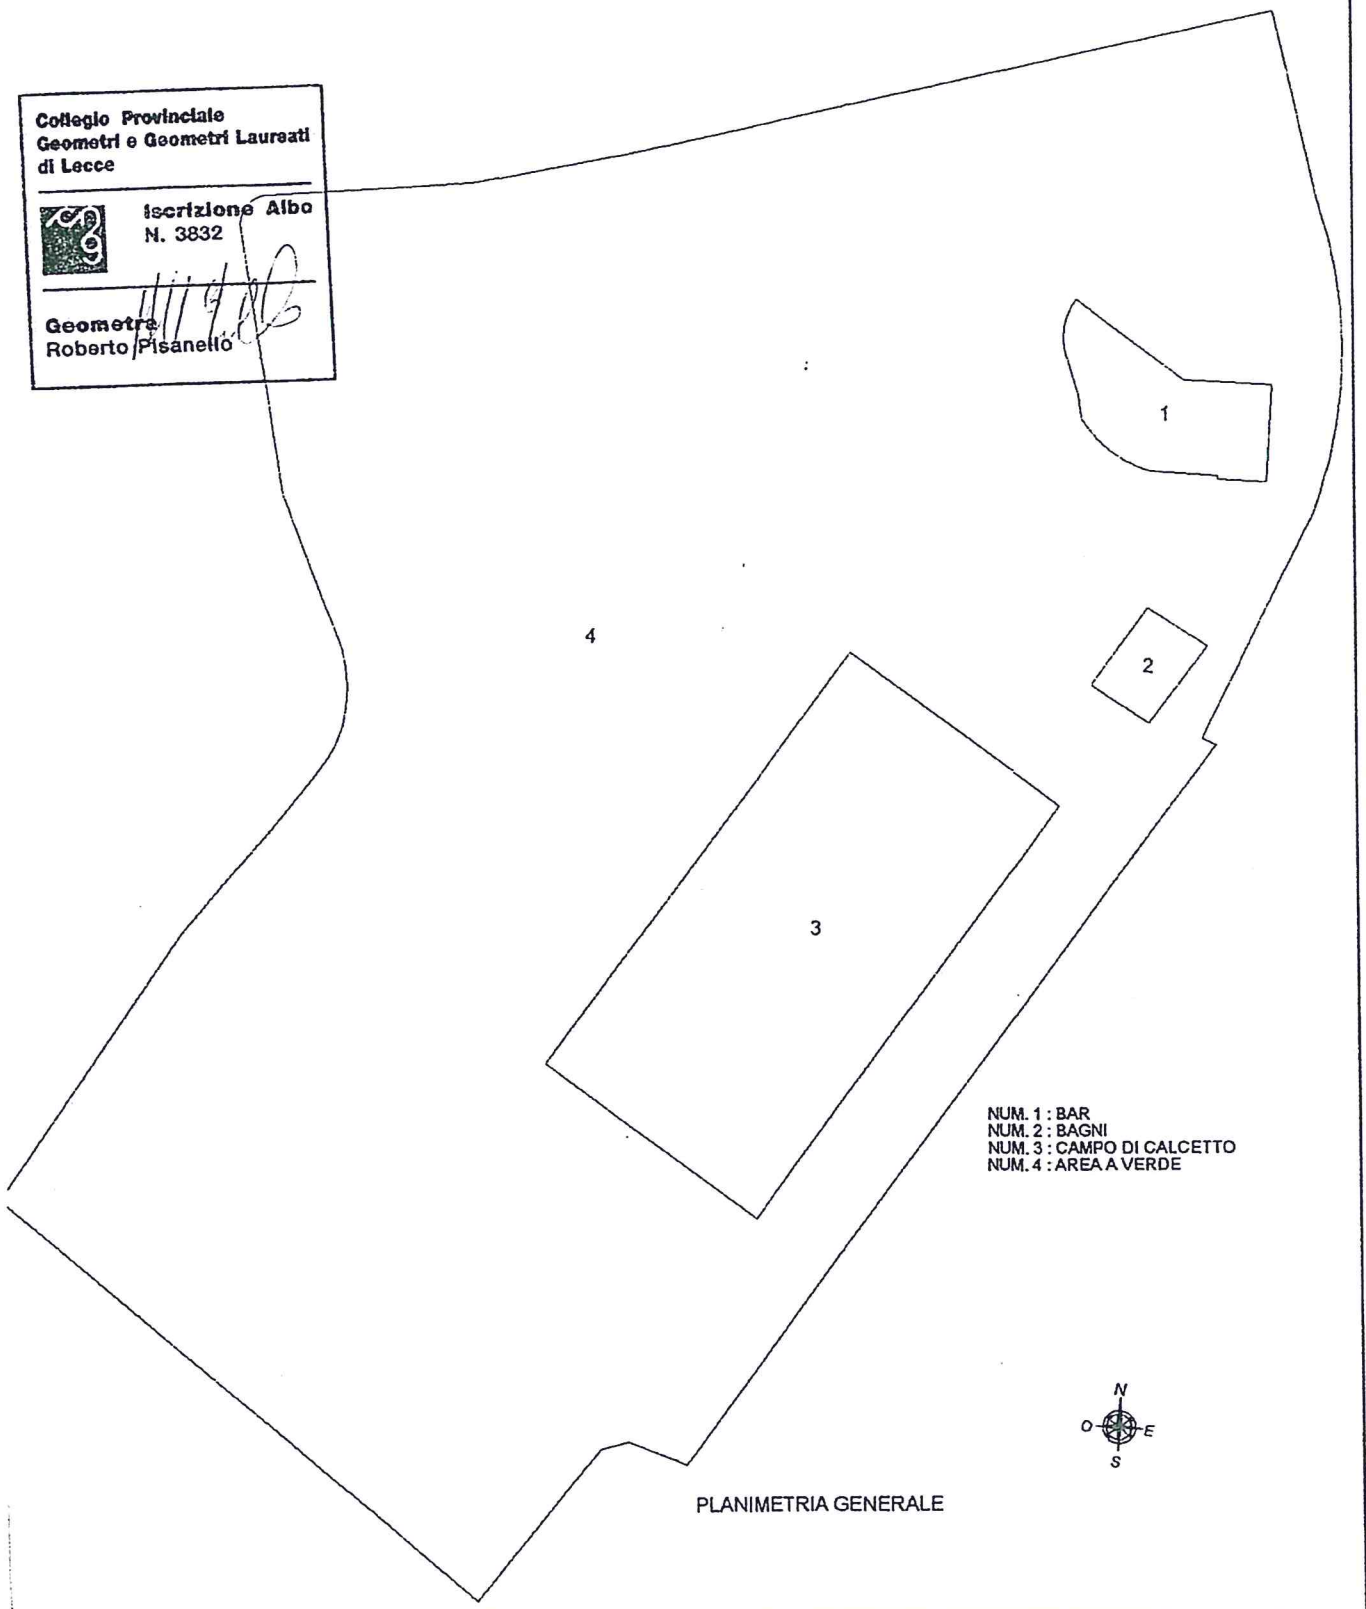 Collegio Provinciale
Geometri e Geometri Laureati
di Lecce
Iscrizione Albo
N. 3832
Geometra
Roberto Pisanello
1
2
4
3
NUM. 1 : BAR
NUM. 2 : BAGNI
NUM. 3 : CAMPO DI CALCETTO
NUM. 4 : AREA A VERDE
N
O E
S
PLANIMETRIA GENERALE